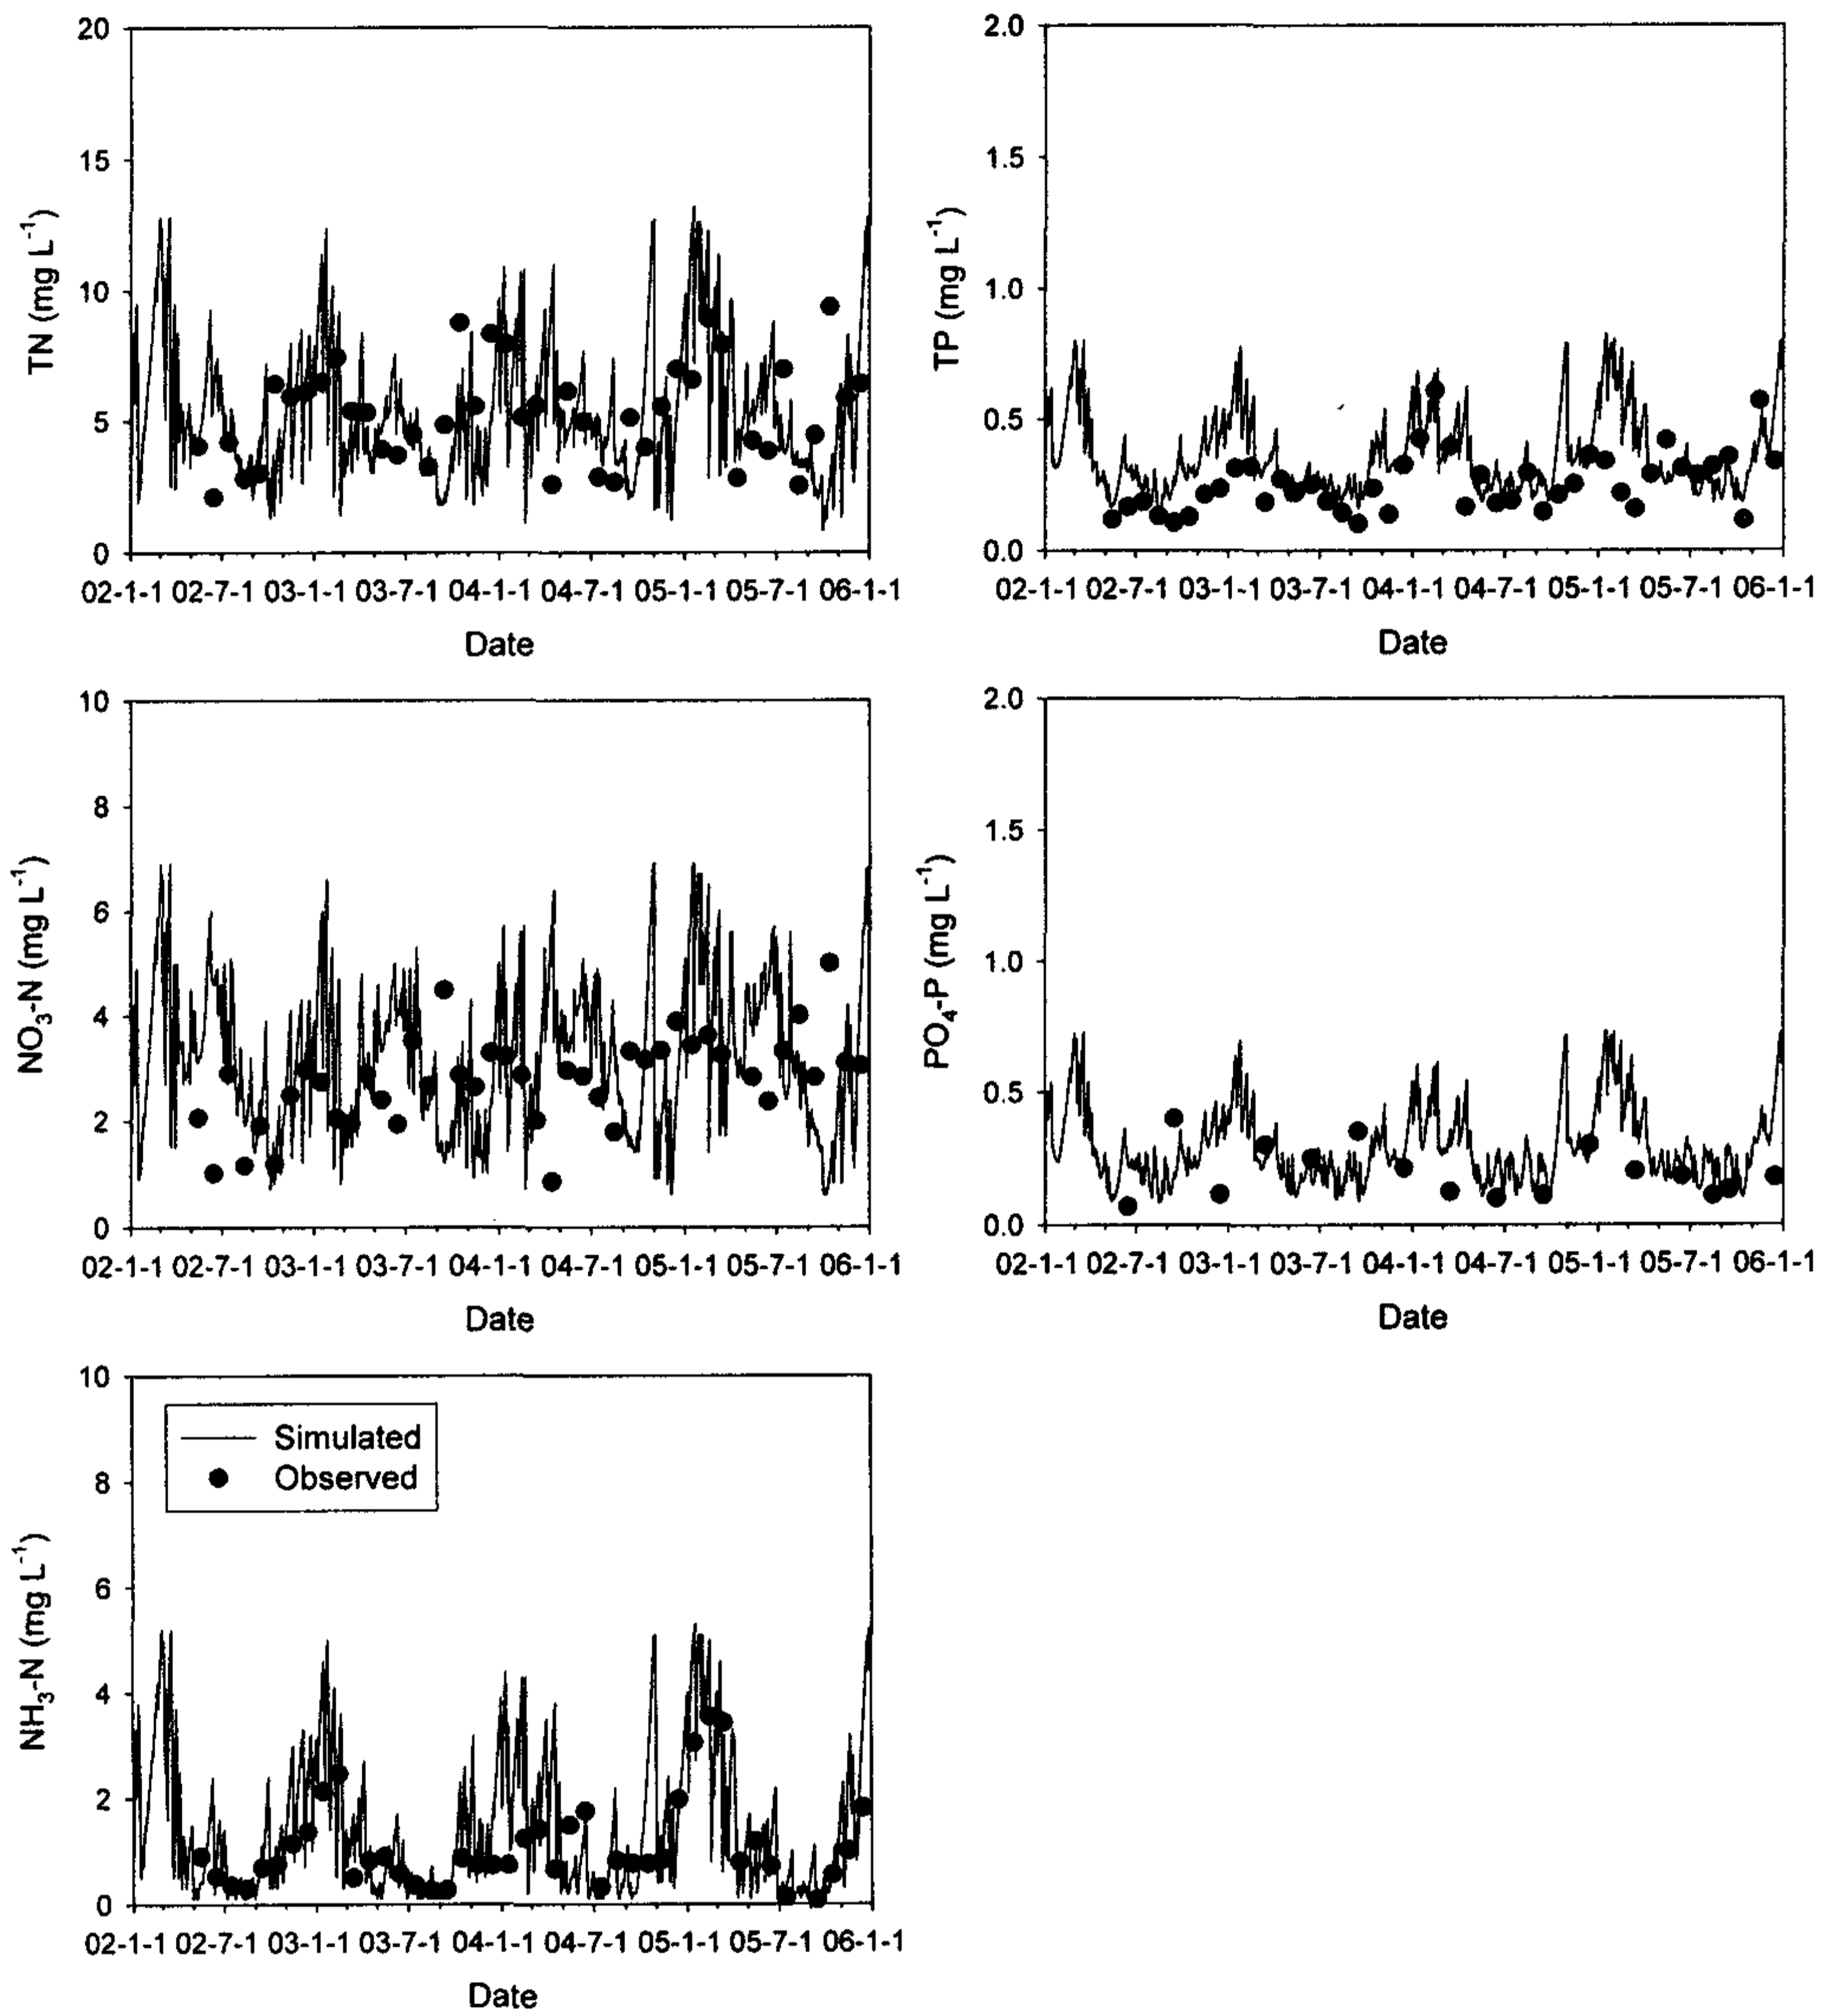 20
15
10
5
0
TN (mg L⁻¹)
02-1-1 02-7-1 03-1-1 03-7-1 04-1-1 04-7-1 05-1-1 05-7-1 06-1-1
Date
2.0
1.5
1.0
0.5
0.0
TP (mg L⁻¹)
02-1-1 02-7-1 03-1-1 03-7-1 04-1-1 04-7-1 05-1-1 05-7-1 06-1-1
Date
10
8
6
4
2
0
NO₃-N (mg L⁻¹)
02-1-1 02-7-1 03-1-1 03-7-1 04-1-1 04-7-1 05-1-1 05-7-1 06-1-1
Date
2.0
1.5
1.0
0.5
0.0
PO₄-P (mg L⁻¹)
02-1-1 02-7-1 03-1-1 03-7-1 04-1-1 04-7-1 05-1-1 05-7-1 06-1-1
Date
10
8
6
4
2
0
NH₃-N (mg L⁻¹)
Simulated
Observed
02-1-1 02-7-1 03-1-1 03-7-1 04-1-1 04-7-1 05-1-1 05-7-1 06-1-1
Date